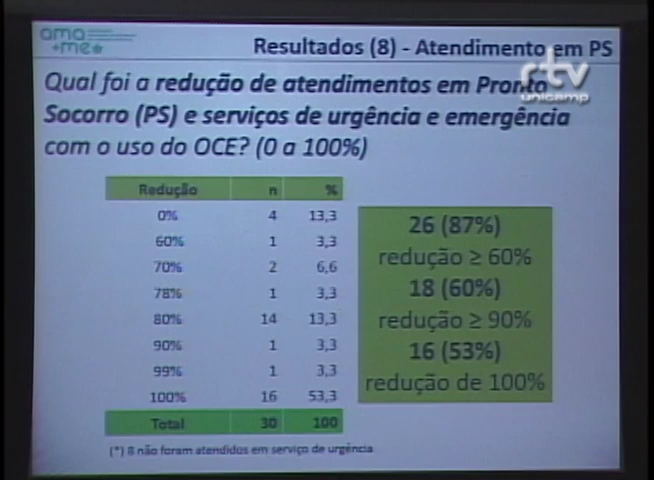 ama
+me
Resultados (8) - Atendimento em PS
rtv
unicamp
Qual foi a redução de atendimentos em Pronto
Socorro (PS) e serviços de urgência e emergência
com o uso do OCE? (0 a 100%)
Redução n %
0% 4 13,3
60% 1 3,3
70% 2 6,6
78% 1 3,3
80% 14 13,3
90% 1 3,3
99% 1 3,3
100% 16 53,3
Total 30 100
26 (87%)
redução ≥ 60%
18 (60%)
redução ≥ 90%
16 (53%)
redução de 100%
(*) 8 não foram atendidos em serviço de urgência